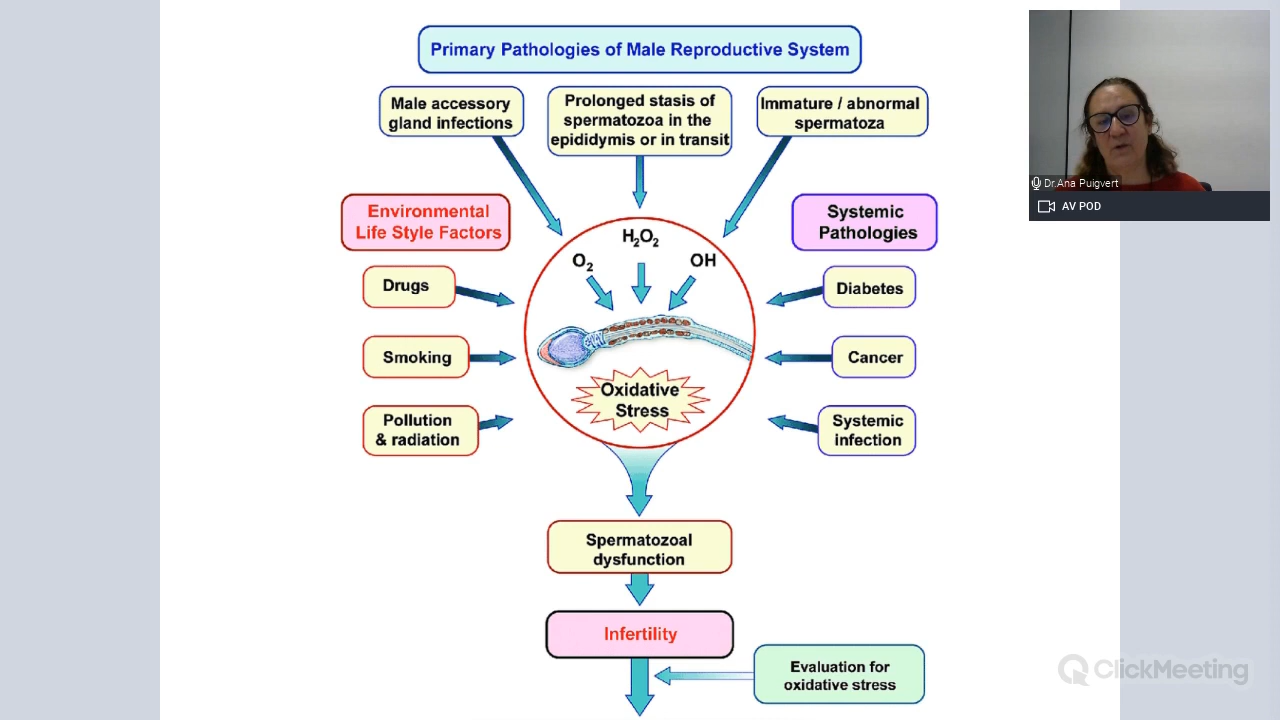 Primary Pathologies of Male Reproductive System
Male accessory
gland infections
Prolonged stasis of
spermatozoa in the
epididymis or in transit
Immature / abnormal
spermatoza
Dr.Ana Puigvert
AV POD
Environmental
Life Style Factors
Systemic
Pathologies
H₂O₂
O₂
OH
Drugs
Smoking
Pollution
& radiation
Diabetes
Cancer
Systemic
infection
Oxidative
Stress
Spermatozoal
dysfunction
Infertility
Evaluation for
oxidative stress
ClickMeeting